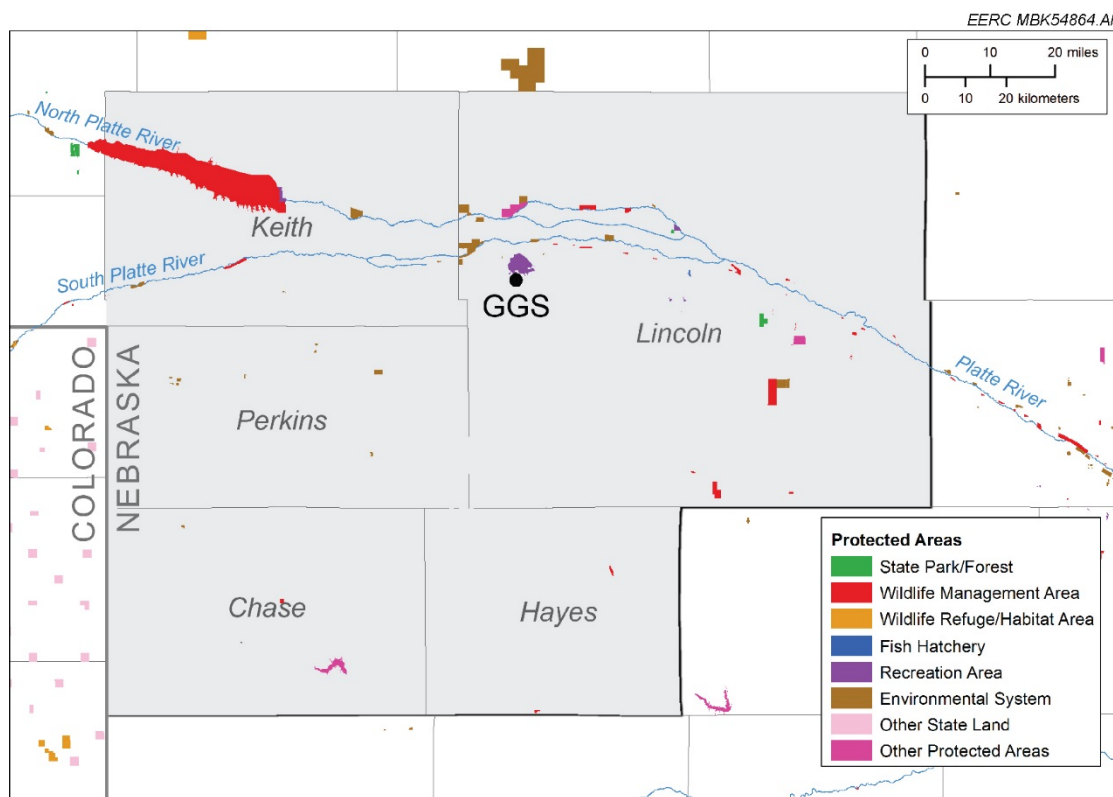 EERC MBK54864.AI
0 10 20 miles
0 10 20 kilometers
North Platte River
Keith
South Platte River
GGS
Lincoln
COLORADO
NEBRASKA
Perkins
Platte River
Chase
Hayes
Protected Areas
State Park/Forest
Wildlife Management Area
Wildlife Refuge/Habitat Area
Fish Hatchery
Recreation Area
Environmental System
Other State Land
Other Protected Areas